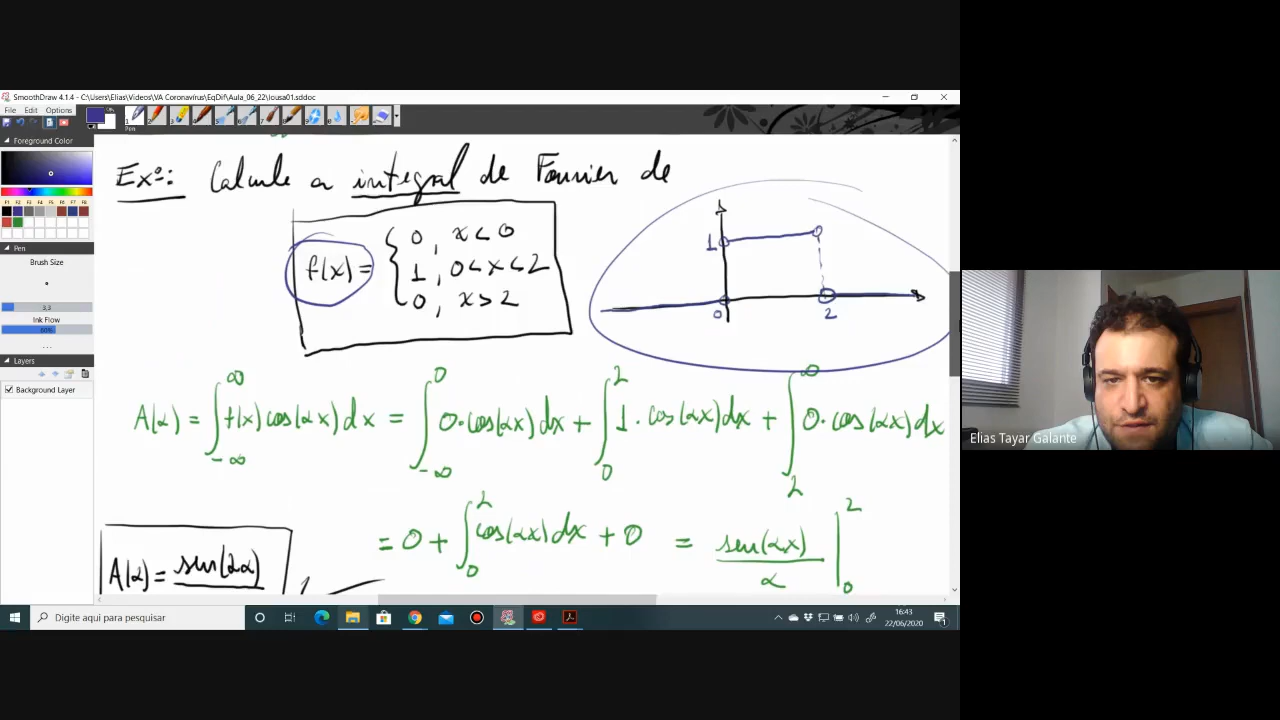 SmoothDraw 4.1.4 - C:\Users\Elias\Videos\VA Coronavírus\EqDif\Aula_06_22\lousa01.sddoc
File Edit Options
Foreground Color
Pen
Brush Size
3,3
Ink Flow
...
Layers
Background Layer
Pen
Exº: Calcule a integral de Fourier de
f(x) = { 0, x < 0
1, 0 < x < 2
0, x > 2
1
0
2
A(α) = ∫_{-∞}^{∞} f(x) cos(αx) dx = ∫_{-∞}^{0} 0·cos(αx) dx + ∫_{0}^{2} 1·cos(αx) dx + ∫_{2}^{∞} 0·cos(αx) dx
= 0 + ∫_{0}^{2} cos(αx) dx + 0 = sen(αx)/α |_{0}^{2}
A(α) = sen(2α)
Elias Tayar Galante
Digite aqui para pesquisar
16:43
22/06/2020